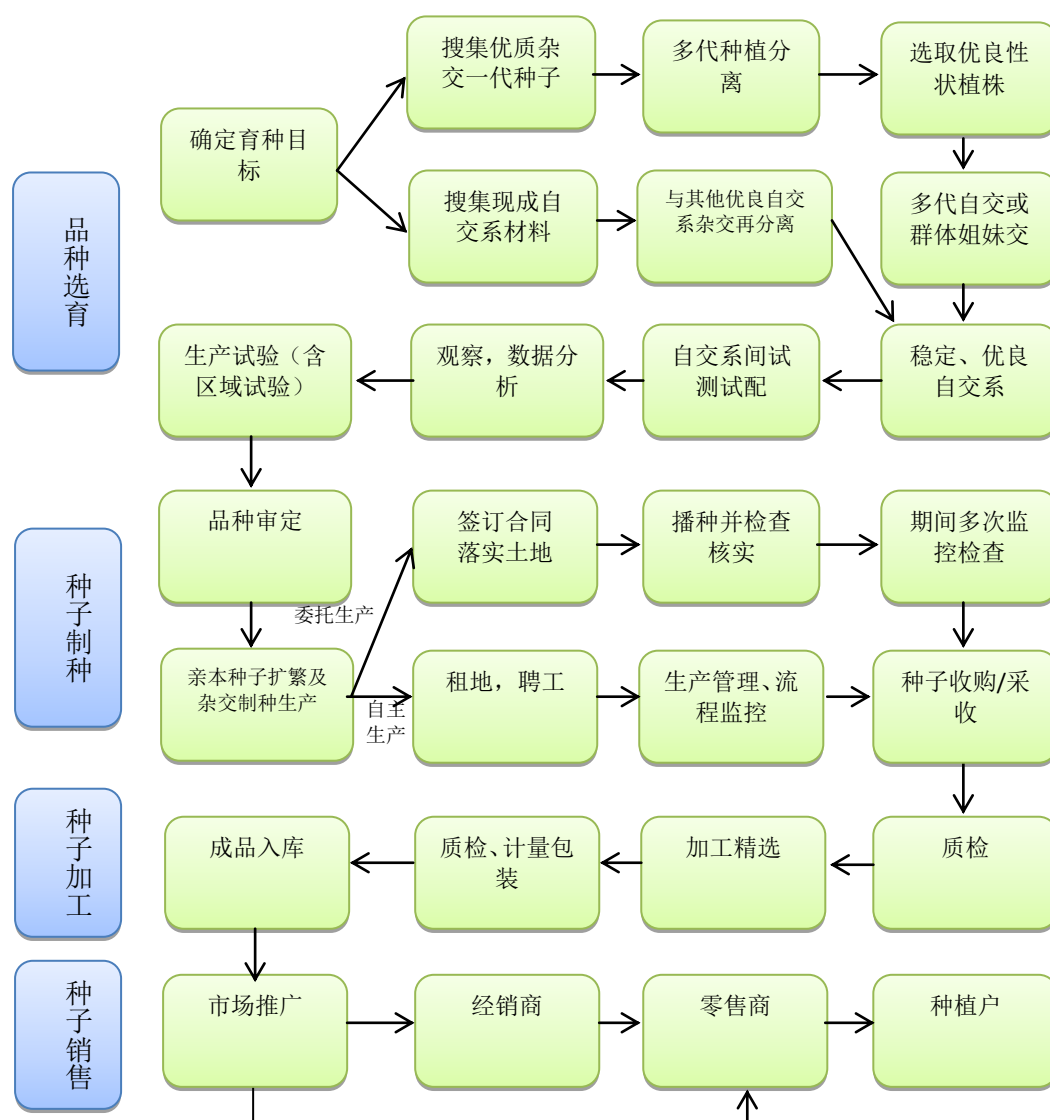 搜集优质杂
交一代种子
多代种植分
离
选取优良性
状植株
确定育种目
标
品种选育
搜集现成自
交系材料
与其他优良自交
系杂交再分离
多代自交或
群体姐妹交
生产试验（含
区域试验）
观察，数据分
析
自交系间试
测试配
稳定、优良
自交系
品种审定
签订合同
落实土地
播种并检查
核实
期间多次监
控检查
种子制种
委托生产
亲本种子扩繁及
杂交制种生产
自主
生产
租地，聘工
生产管理、流
程监控
种子收购/采
收
种子加工
成品入库
质检、计量包
装
加工精选
质检
种子销售
市场推广
经销商
零售商
种植户